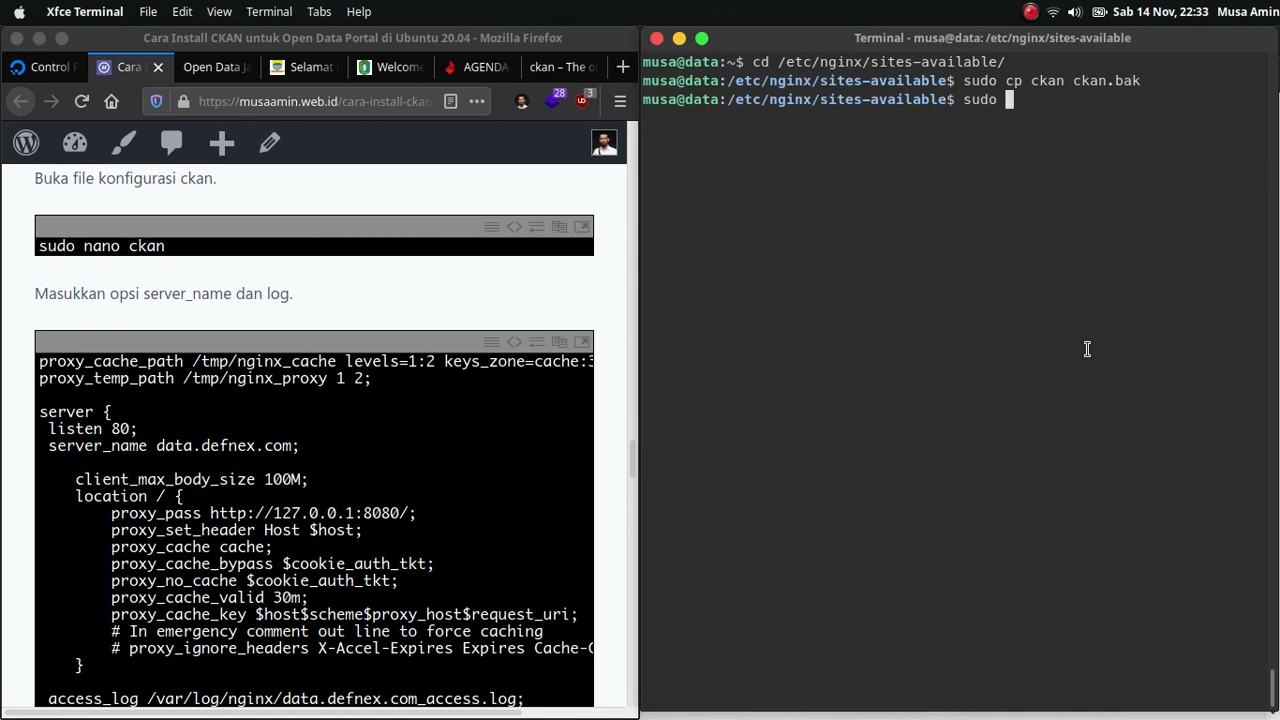 Xfce Terminal File Edit View Terminal Tabs Help
Sab 14 Nov, 22:33 Musa Amin
Cara Install CKAN untuk Open Data Portal di Ubuntu 20.04 - Mozilla Firefox
Control P
Cara
Open Data Ja
Selamat
Welcome
AGENDA
ckan – The O
https://musaamin.web.id/cara-install-ckan
28
3
Buka file konfigurasi ckan.
sudo nano ckan
Masukkan opsi server_name dan log.
proxy_cache_path /tmp/nginx_cache levels=1:2 keys_zone=cache:3
proxy_temp_path /tmp/nginx_proxy 1 2;
server {
listen 80;
server_name data.defnex.com;
client_max_body_size 100M;
location / {
proxy_pass http://127.0.0.1:8080/;
proxy_set_header Host $host;
proxy_cache cache;
proxy_cache_bypass $cookie_auth_tkt;
proxy_no_cache $cookie_auth_tkt;
proxy_cache_valid 30m;
proxy_cache_key $host$scheme$proxy_host$request_uri;
# In emergency comment out line to force caching
# proxy_ignore_headers X-Accel-Expires Expires Cache-C
}
access_log /var/log/nginx/data.defnex.com_access.log;
Terminal - musa@data: /etc/nginx/sites-available
musa@data:~$ cd /etc/nginx/sites-available/
musa@data:/etc/nginx/sites-available$ sudo cp ckan ckan.bak
musa@data:/etc/nginx/sites-available$ sudo